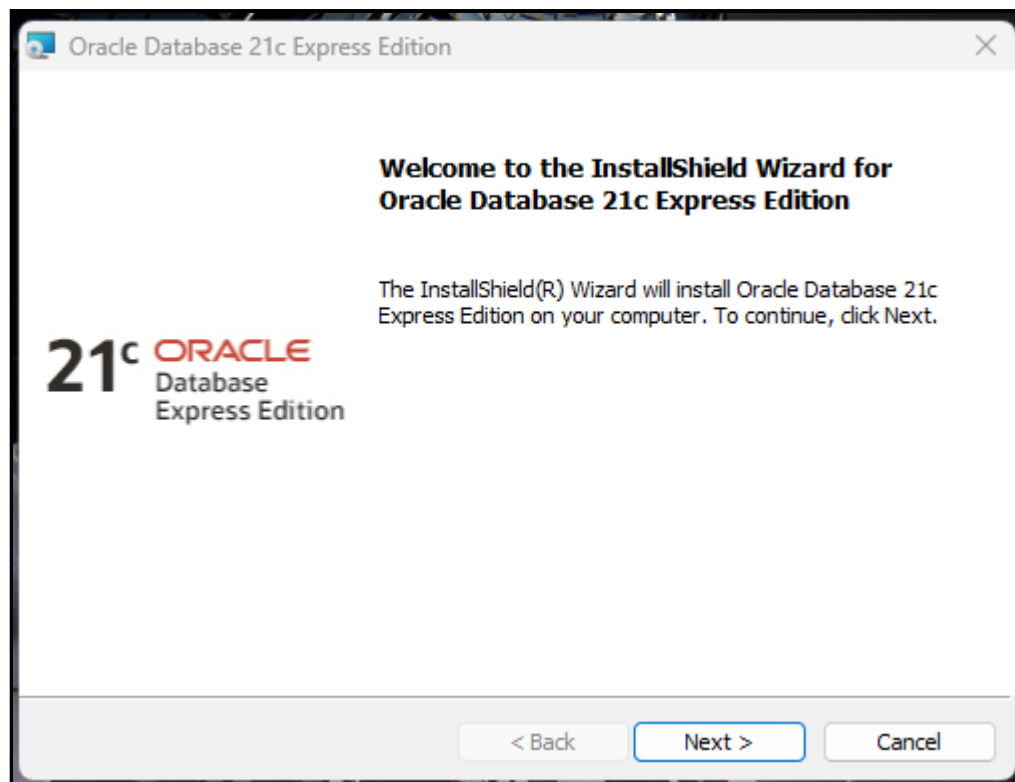 Oracle Database 21c Express Edition
Welcome to the InstallShield Wizard for
Oracle Database 21c Express Edition
The InstallShield(R) Wizard will install Oracle Database 21c
Express Edition on your computer. To continue, click Next.
21c ORACLE
Database
Express Edition
< Back Next > Cancel